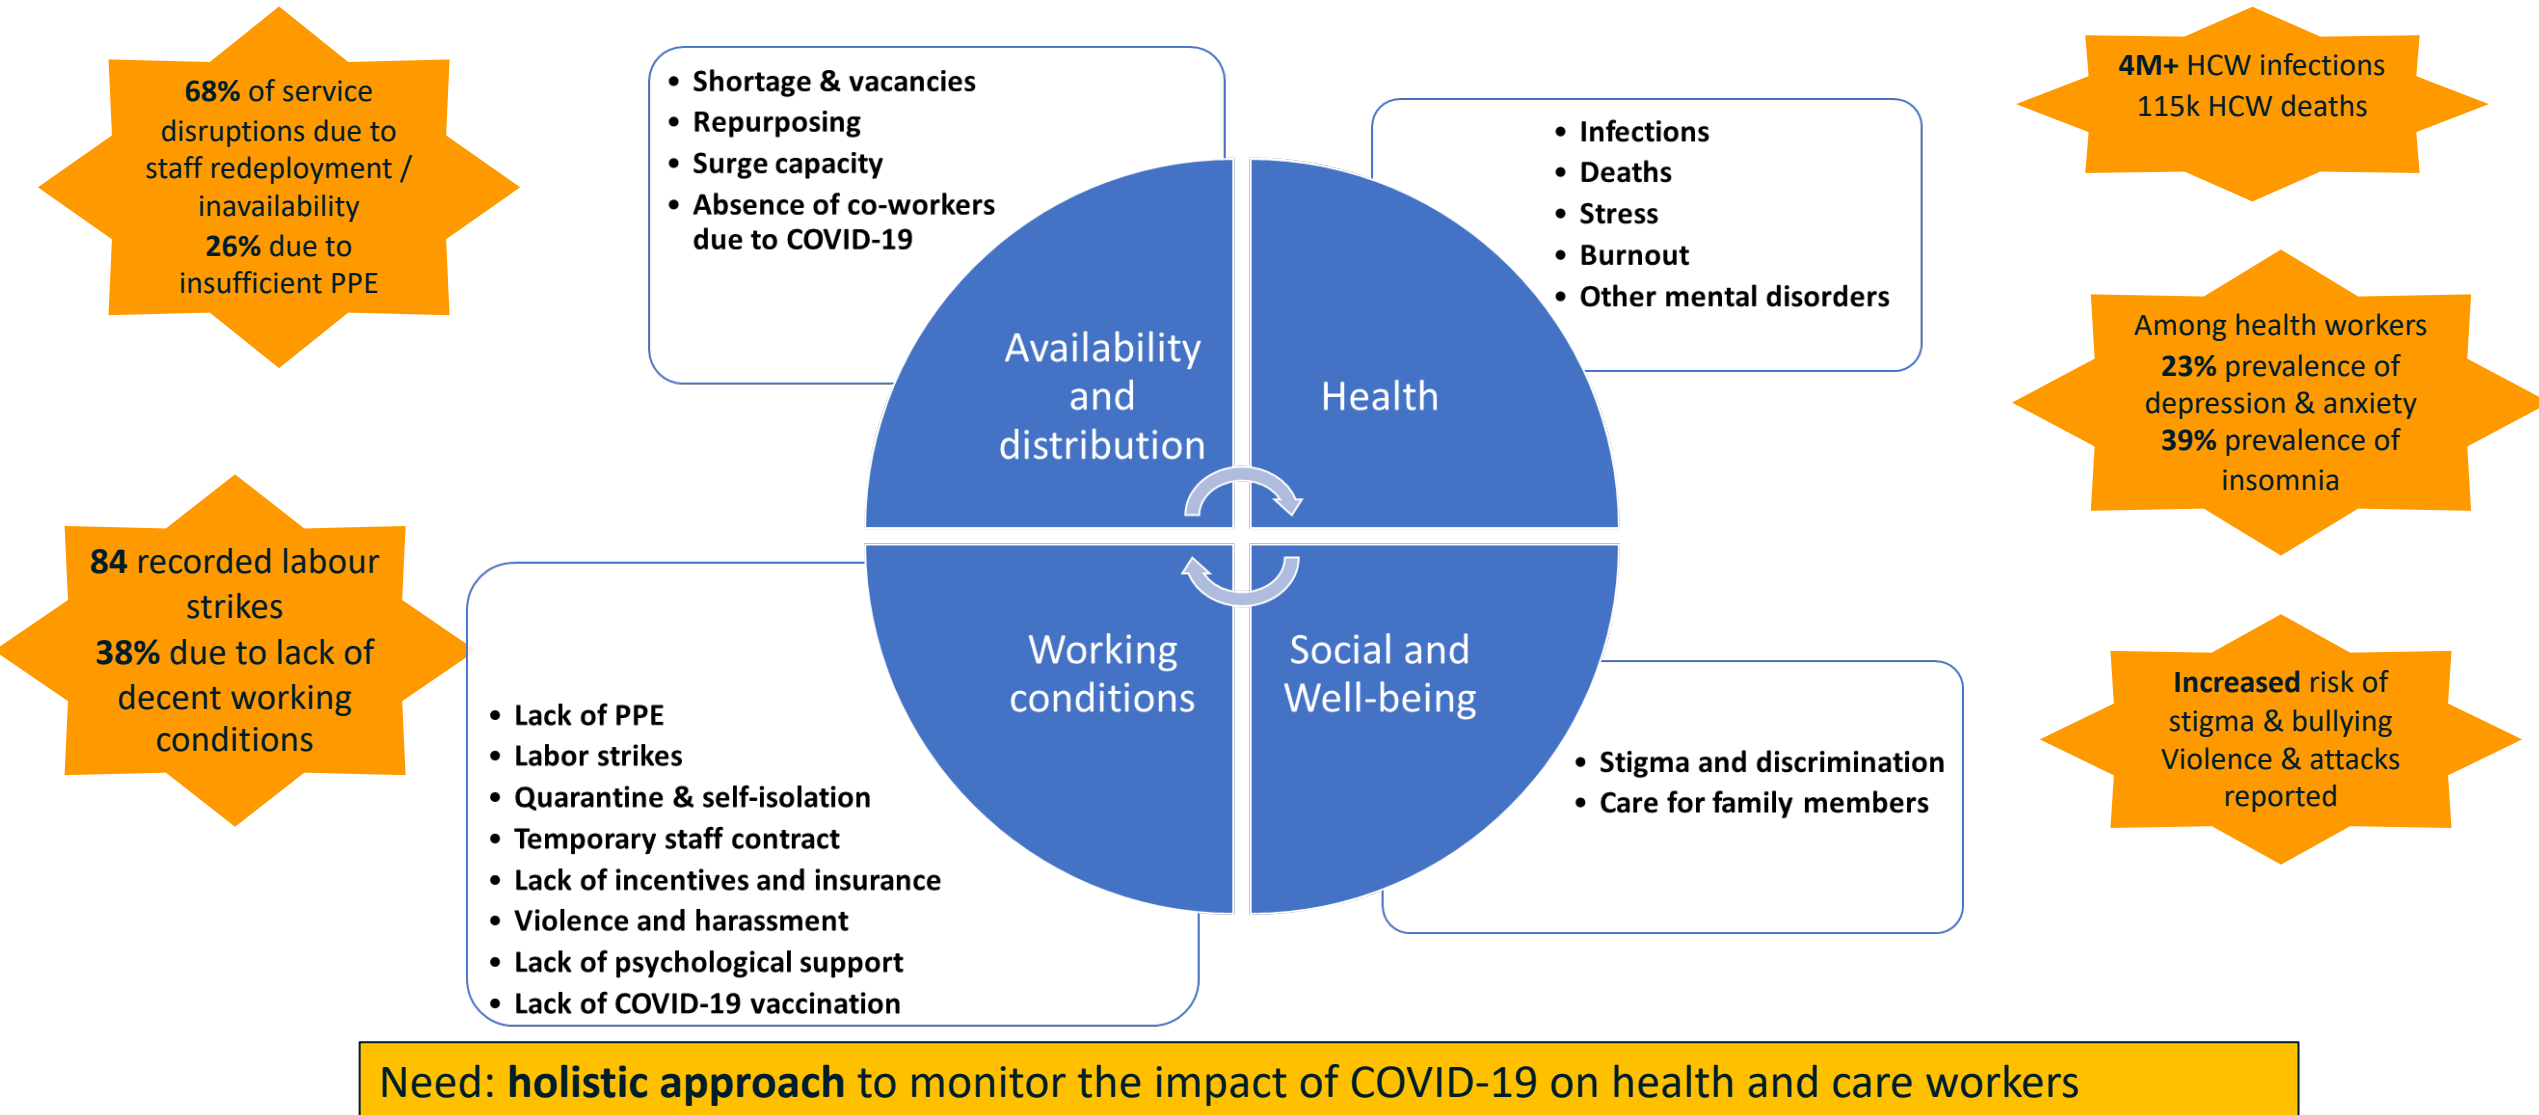 68% of service
disruptions due to
staff redeployment /
inavailability
26% due to
insufficient PPE
• Shortage & vacancies
• Repurposing
• Surge capacity
• Absence of co-workers
due to COVID-19
• Infections
• Deaths
• Stress
• Burnout
• Other mental disorders
4M+ HCW infections
115k HCW deaths
Availability
and
distribution
Health
Among health workers
23% prevalence of
depression & anxiety
39% prevalence of
insomnia
84 recorded labour
strikes
38% due to lack of
decent working
conditions
Working
conditions
Social and
Well-being
• Lack of PPE
• Labor strikes
• Quarantine & self-isolation
• Temporary staff contract
• Lack of incentives and insurance
• Violence and harassment
• Lack of psychological support
• Lack of COVID-19 vaccination
• Stigma and discrimination
• Care for family members
Increased risk of
stigma & bullying
Violence & attacks
reported
Need: holistic approach to monitor the impact of COVID-19 on health and care workers